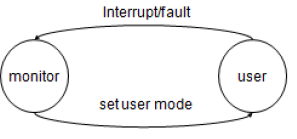 Interrupt/fault
monitor
user
set user mode